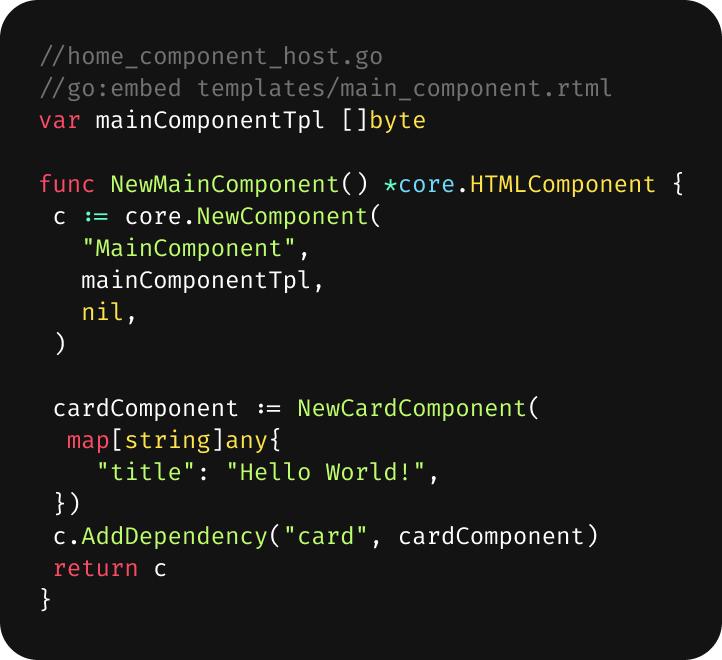 //home_component_host.go
//go:embed templates/main_component.rtml
var mainComponentTpl []byte

func NewMainComponent() *core.HTMLComponent {
 c := core.NewComponent(
   "MainComponent",
   mainComponentTpl,
   nil,
 )

 cardComponent := NewCardComponent(
  map[string]any{
    "title": "Hello World!",
 })
 c.AddDependency("card", cardComponent)
 return c
}